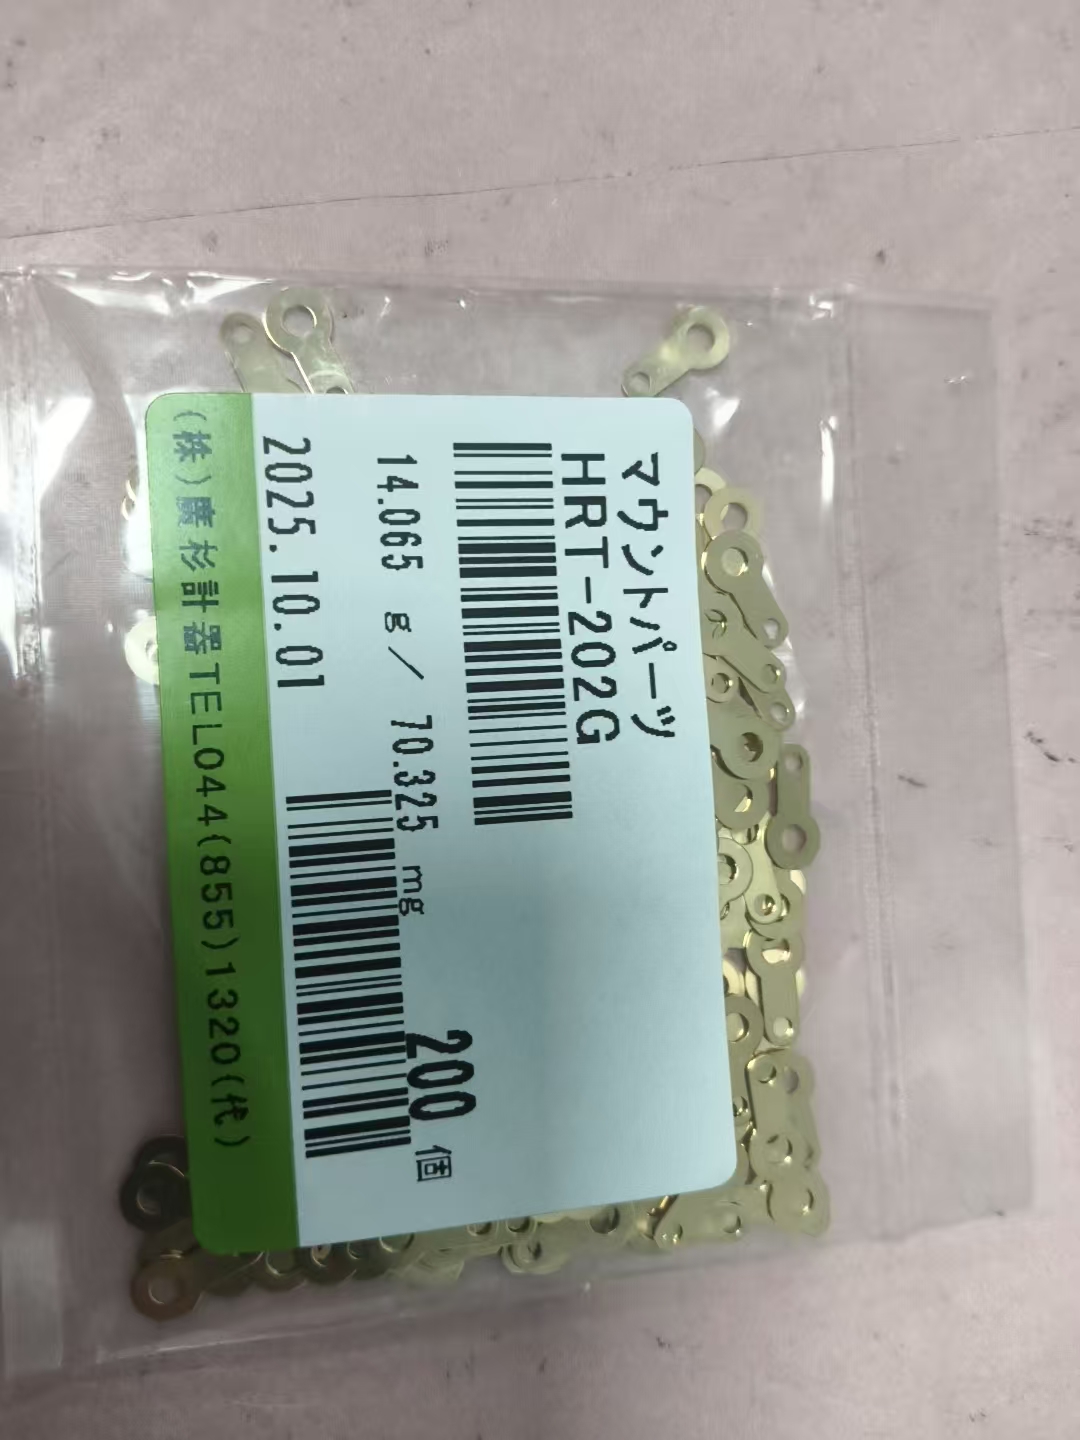 マウントパーツ
HRT-202G
14.065 g / 70.325 mg
200 個
2025.10.01
(株)廣杉計器TEL044(855)1320(代)